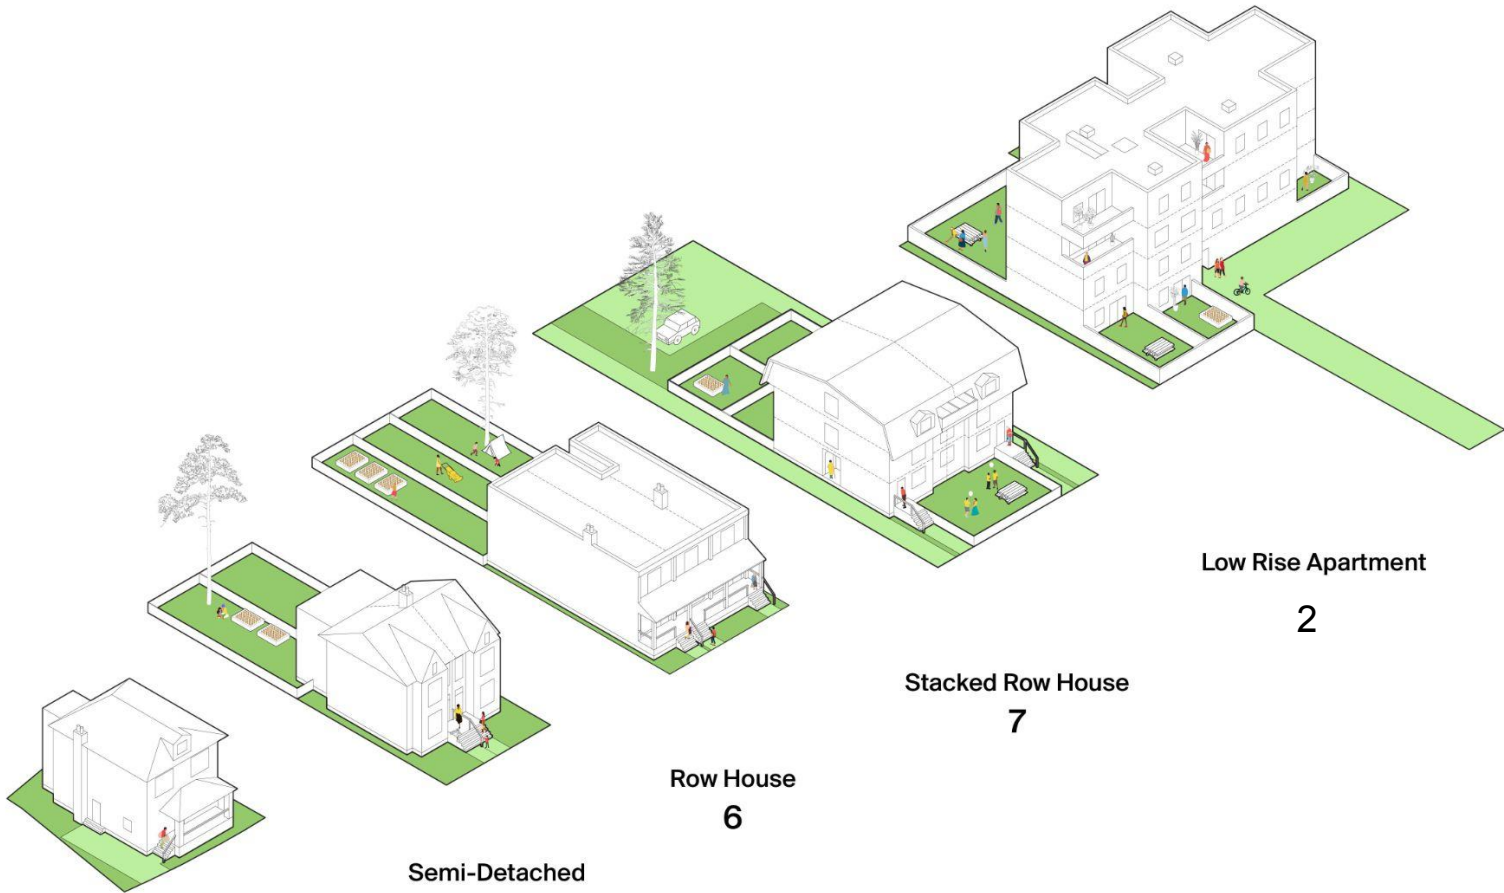 Low Rise Apartment
2
Stacked Row House
7
Row House
6
Semi-Detached